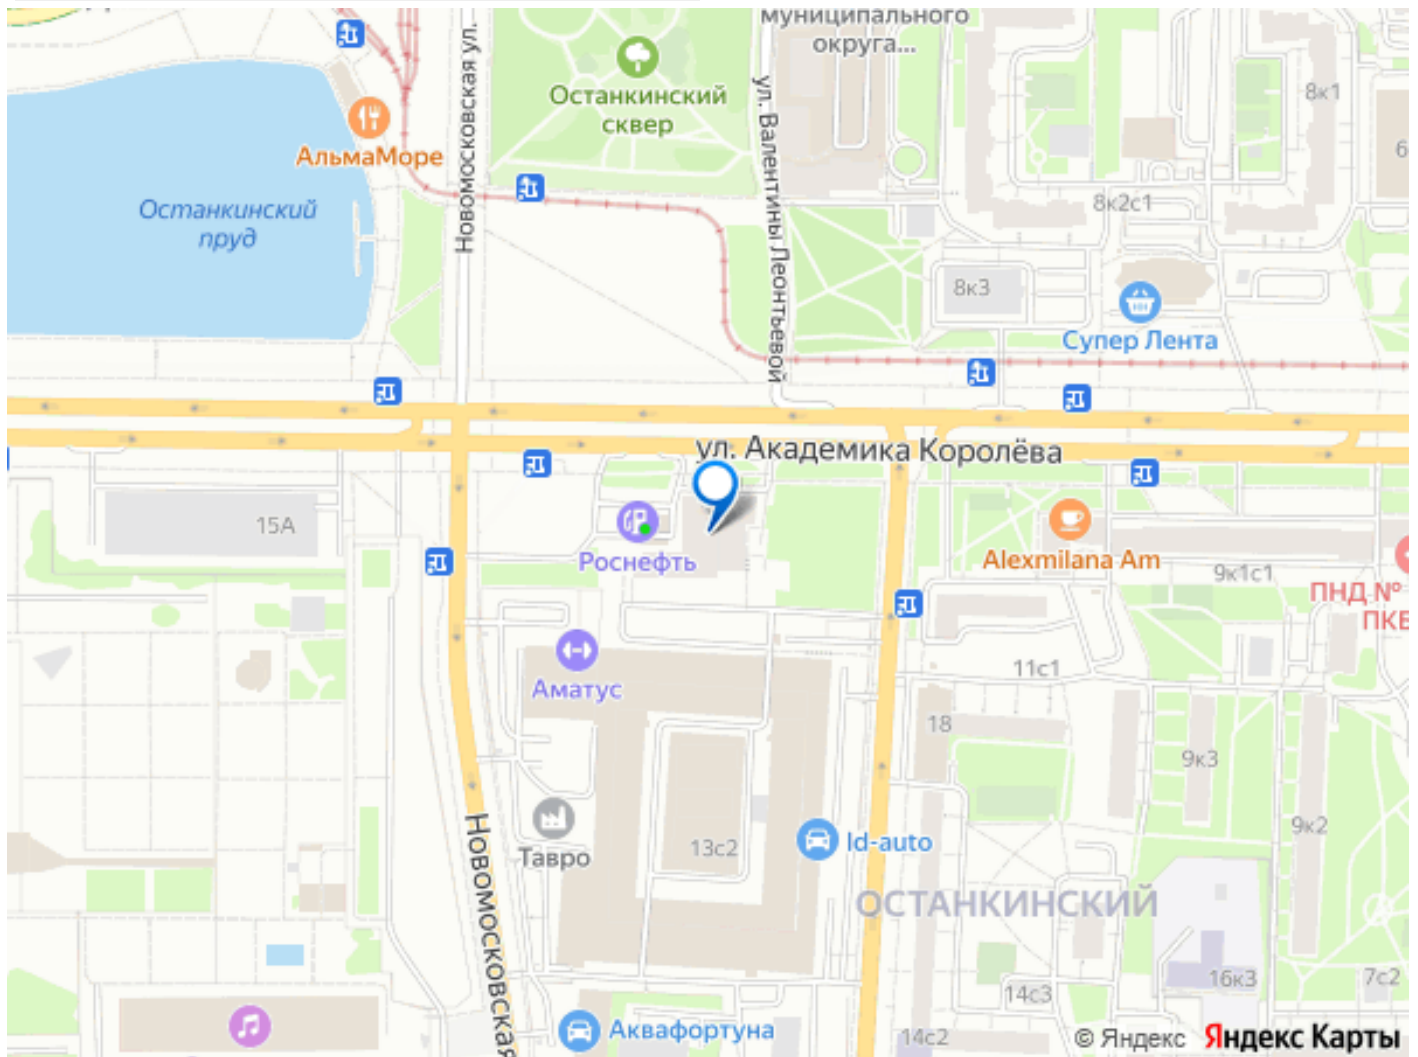 муниципального
округа...
Новомосковская ул.
ул. Валентины Леонтьевой
Останкинский
сквер
8к1
6
АльмаМоре
Останкинский
пруд
8к2с1
8к3
Супер Лента
ул. Академика Королёва
15А
Роснефть
Alexmilana Am
9к1с1
ПНД №
ПКБ
11с1
Аматус
18
9к3
Новомосковская
Тавро
13с2
Id-auto
9к2
ОСТАНКИНСКИЙ
16к3
7с2
14с3
Аквафортуна
14с2
© Яндекс Яндекс Карты